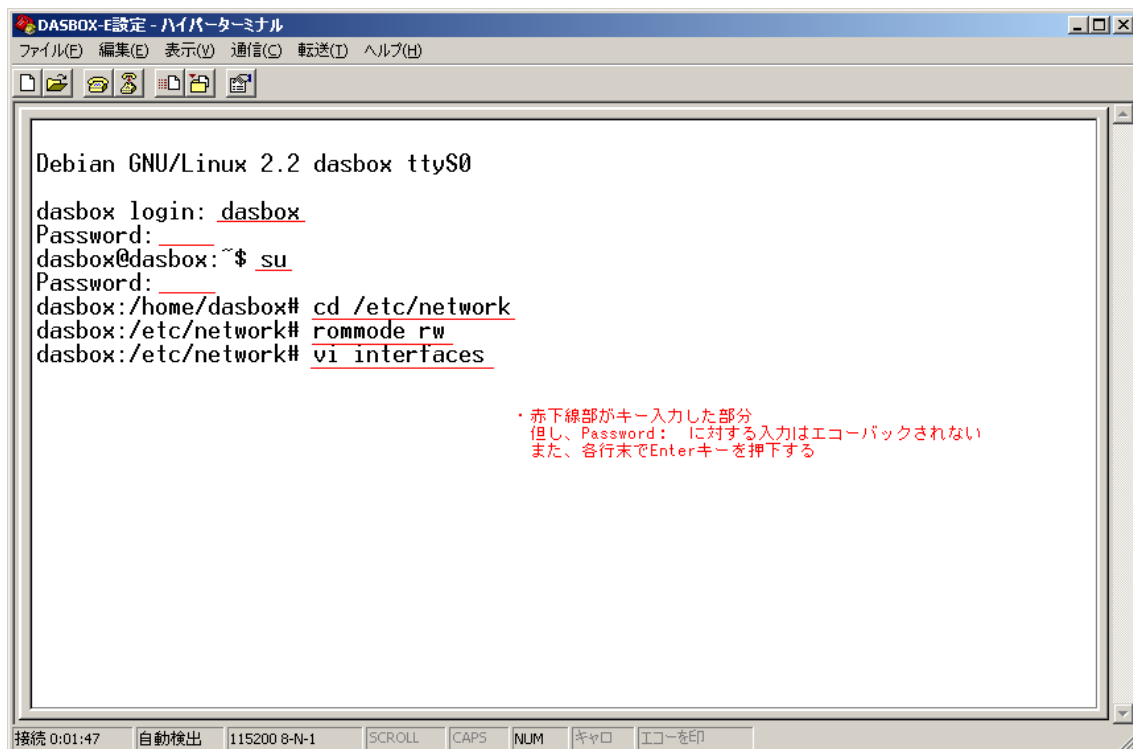 DASBOX-E設定 - ハイパーターミナル
ファイル(F) 編集(E) 表示(V) 通信(C) 転送(T) ヘルプ(H)
Debian GNU/Linux 2.2 dasbox ttyS0
dasbox login: dasbox
Password:
dasbox@dasbox:~$ su
Password:
dasbox:/home/dasbox# cd /etc/network
dasbox:/etc/network# rommode rw
dasbox:/etc/network# vi interfaces
・赤下線部がキー入力した部分
但し、Password： に対する入力はエコーバックされない
また、各行末でEnterキーを押下する
接続 0:01:47 自動検出 115200 8-N-1 SCROLL CAPS NUM キャロ エコーを印